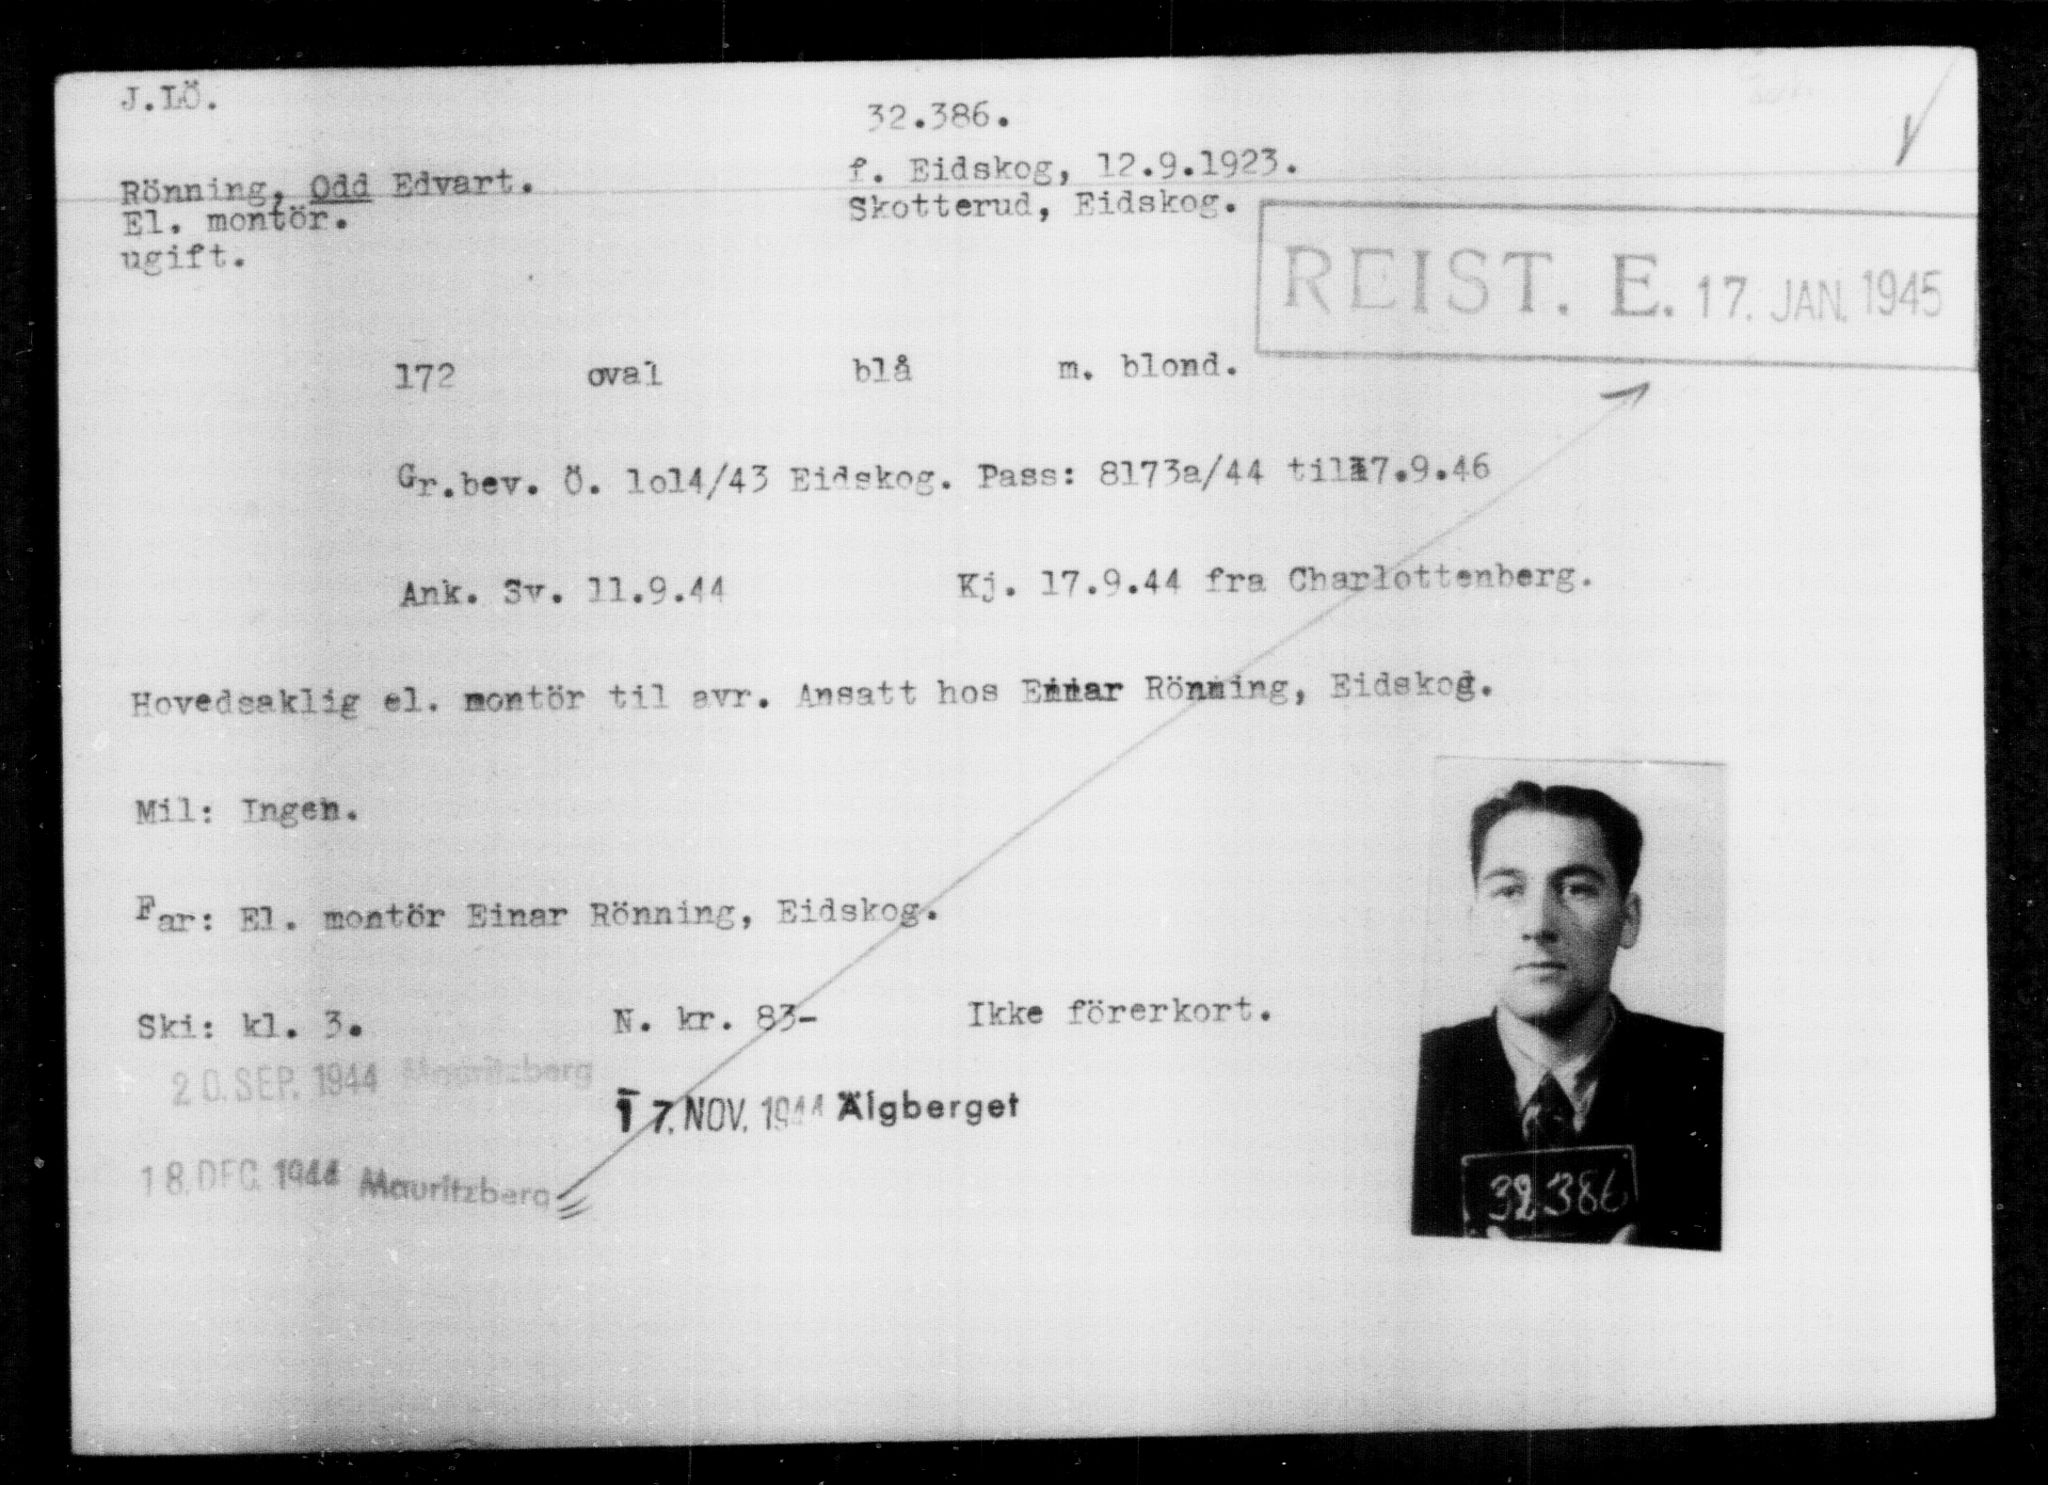 J.LÖ.
32.386.
Rönning, Odd Edvart.
f. Eidskog, 12.9.1923.
El. montör.
Skotterud, Eidskog.
ugift.
REIST. E. 17. JAN. 1945
172 oval blå m. blond.
Gr.bev. Ö. lol4/43 Eidskog. Pass: 8173a/44 til 17.9.46
Ank. Sv. 11.9.44 Kj. 17.9.44 fra Charlottenberg.
Hovedsaklig el. montör til avr. Ansatt hos Einar Rönning, Eidskog.
Mil: Ingen.
Far: El. montör Einar Rönning, Eidskog.
Ski: kl. 3. N. kr. 83- Ikke förerkort.
20. SEP. 1944 Mauritzberg
17. NOV. 1944 Älgberget
18. DEC. 1944 Mauritzberg
32386